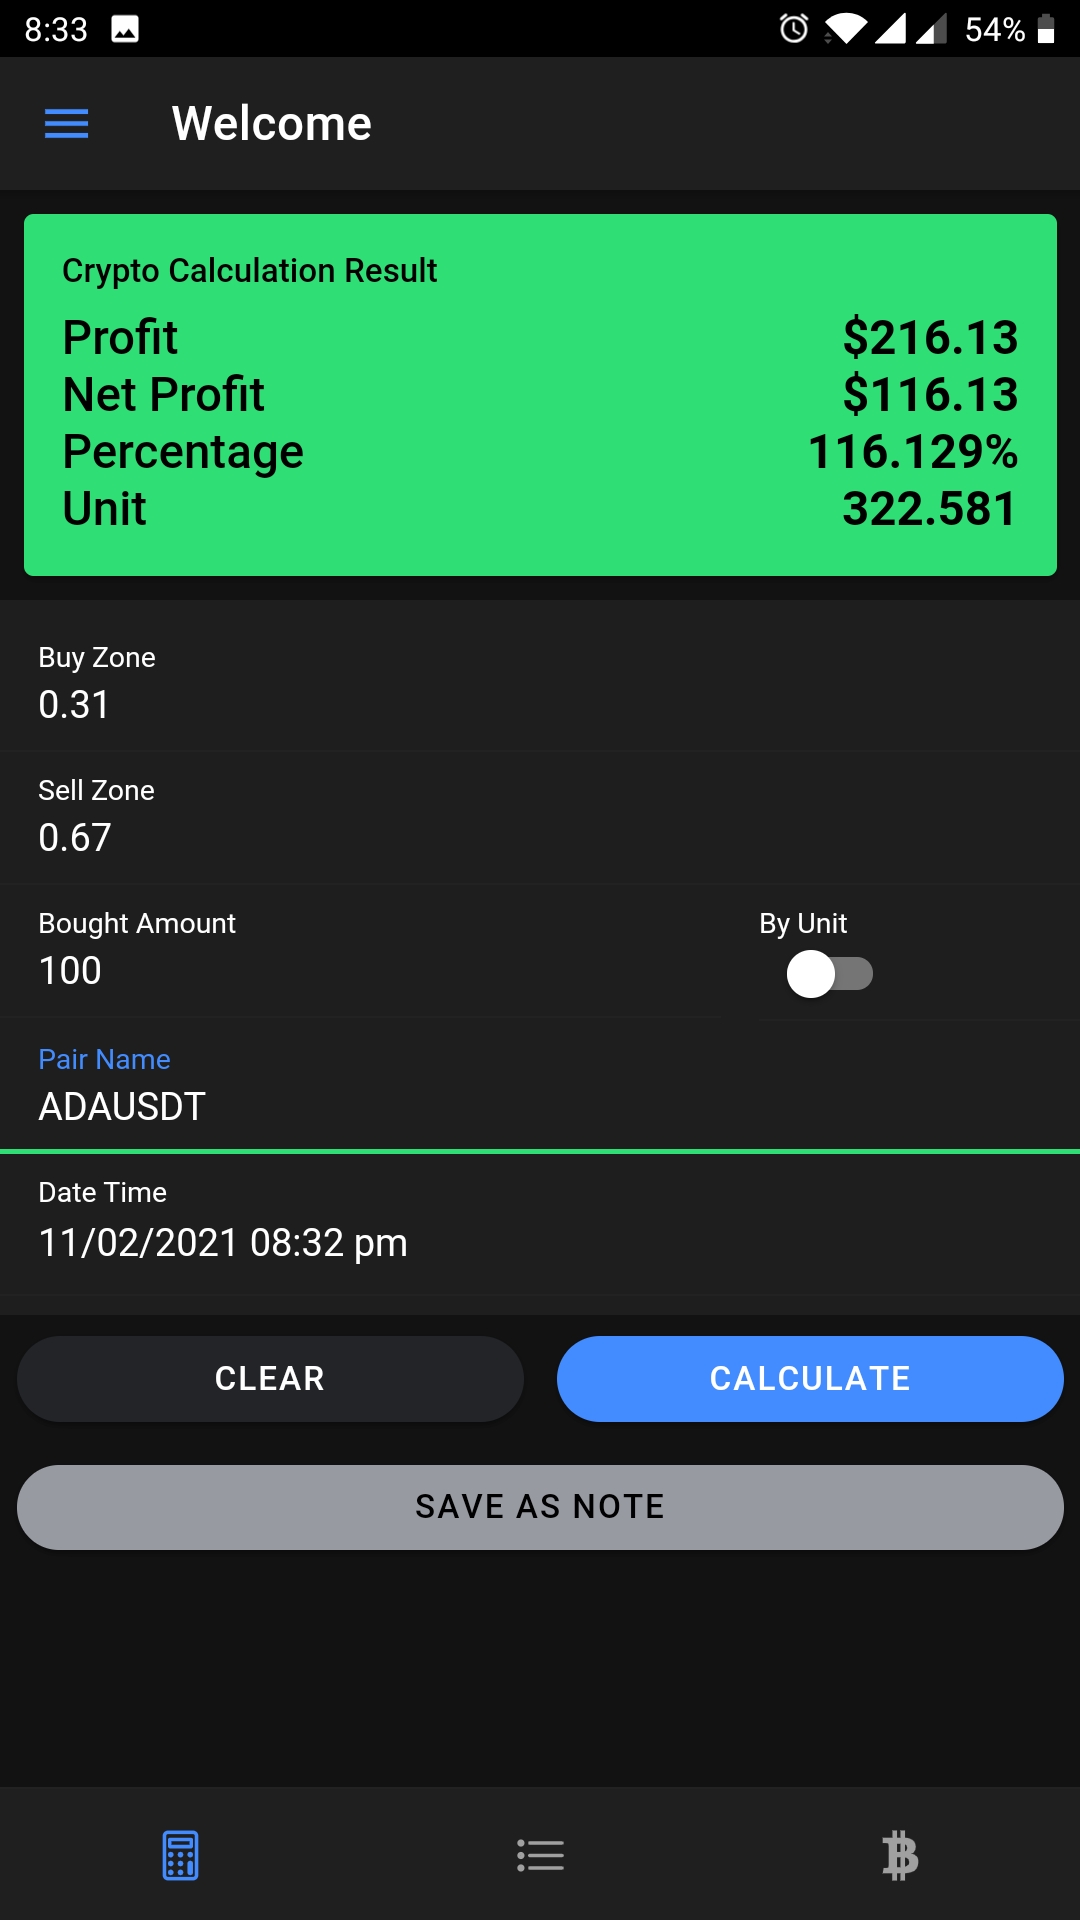 8:33 54%
Welcome
Crypto Calculation Result
Profit $216.13
Net Profit $116.13
Percentage 116.129%
Unit 322.581
Buy Zone
0.31
Sell Zone
0.67
Bought Amount By Unit
100
Pair Name
ADAUSDT
Date Time
11/02/2021 08:32 pm
CLEAR CALCULATE
SAVE AS NOTE